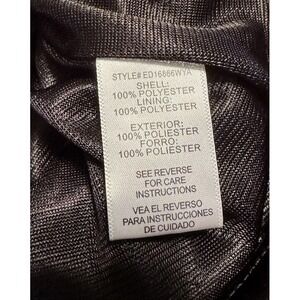 STYLE# ED16866WYA
SHELL:
100% POLYESTER
LINING:
100% POLYESTER
EXTERIOR:
100% POLIESTER
FORRO:
100% POLIESTER
SEE REVERSE
FOR CARE
INSTRUCTIONS
VEA EL REVERSO
PARA INSTRUCCIONES
DE CUIDADO